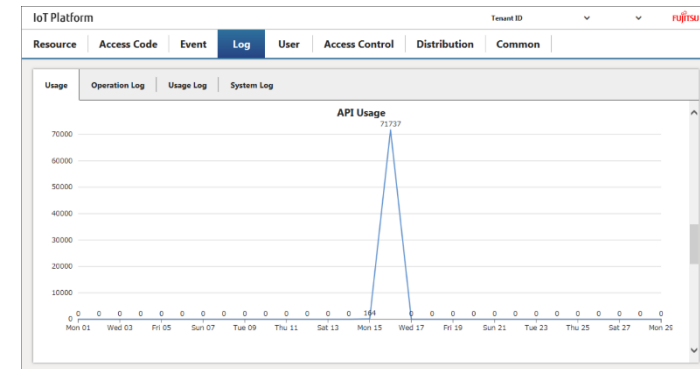 IoT Platform
Tenant ID
FUJITSU
Resource Access Code Event Log User Access Control Distribution Common
Usage Operation Log Usage Log System Log
API Usage
71737
70000
60000
50000
40000
30000
20000
10000
0 0 0 0 0 0 0 0 0 0 0 0 0 0 164 0 0 0 0 0 0 0 0 0 0 0 0 0
0
Mon 01 Wed 03 Fri 05 Sun 07 Tue 09 Thu 11 Sat 13 Mon 15 Wed 17 Fri 19 Sun 21 Tue 23 Thu 25 Sat 27 Mon 29